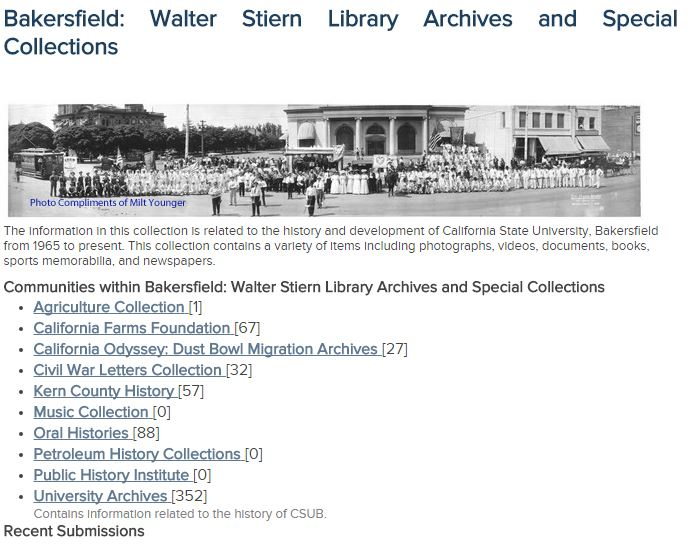 Bakersfield: Walter Stiern Library Archives and Special
Collections
Photo Compliments of Milt Younger
The information in this collection is related to the history and development of California State University, Bakersfield
from 1965 to present. This collection contains a variety of items including photographs, videos, documents, books,
sports memorabilia, and newspapers.
Communities within Bakersfield: Walter Stiern Library Archives and Special Collections
• Agriculture Collection [1]
• California Farms Foundation [67]
• California Odyssey: Dust Bowl Migration Archives [27]
• Civil War Letters Collection [32]
• Kern County History [57]
• Music Collection [0]
• Oral Histories [88]
• Petroleum History Collections [0]
• Public History Institute [0]
• University Archives [352]
Contains information related to the history of CSUB.
Recent Submissions